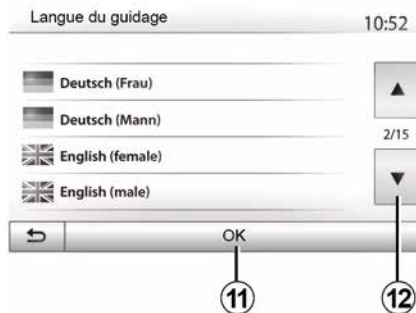 Langue du guidage
10:52
Deutsch (Frau)
Deutsch (Mann)
English (female)
English (male)
2/15
OK
11
12